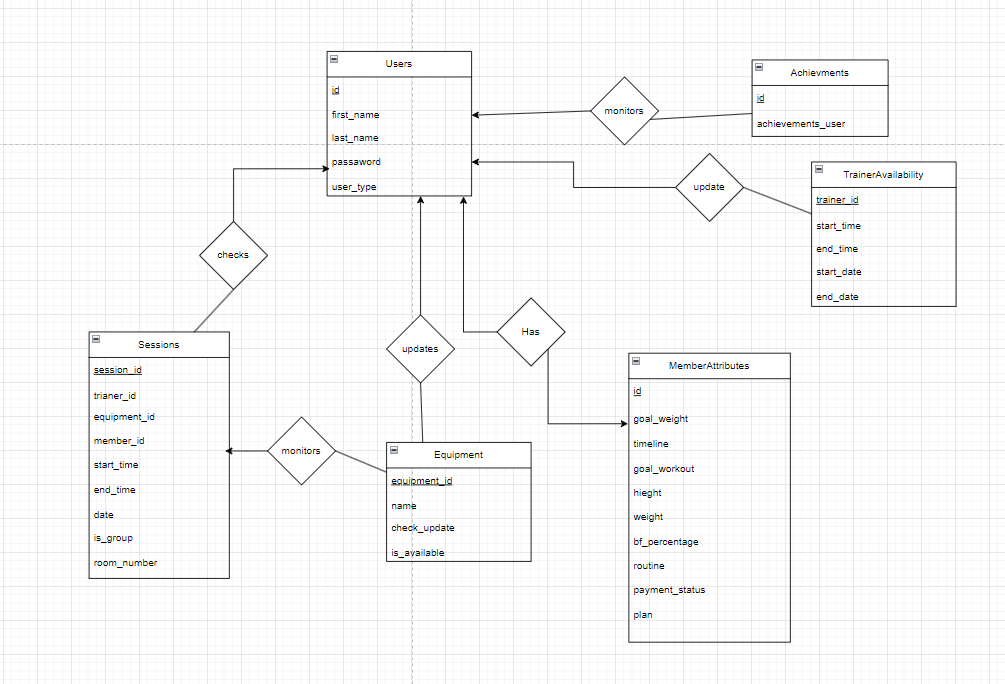 Users
id
first_name
last_name
passaword
user_type
monitors
Achievments
id
achievements_user
update
TrainerAvailability
trainer_id
start_time
end_time
start_date
end_date
checks
updates
Has
Sessions
session_id
trianer_id
equipment_id
member_id
start_time
end_time
date
is_group
room_number
monitors
Equipment
equipment_id
name
check_update
is_available
MemberAttributes
id
goal_weight
timeline
goal_workout
hieght
weight
bf_percentage
routine
payment_status
plan